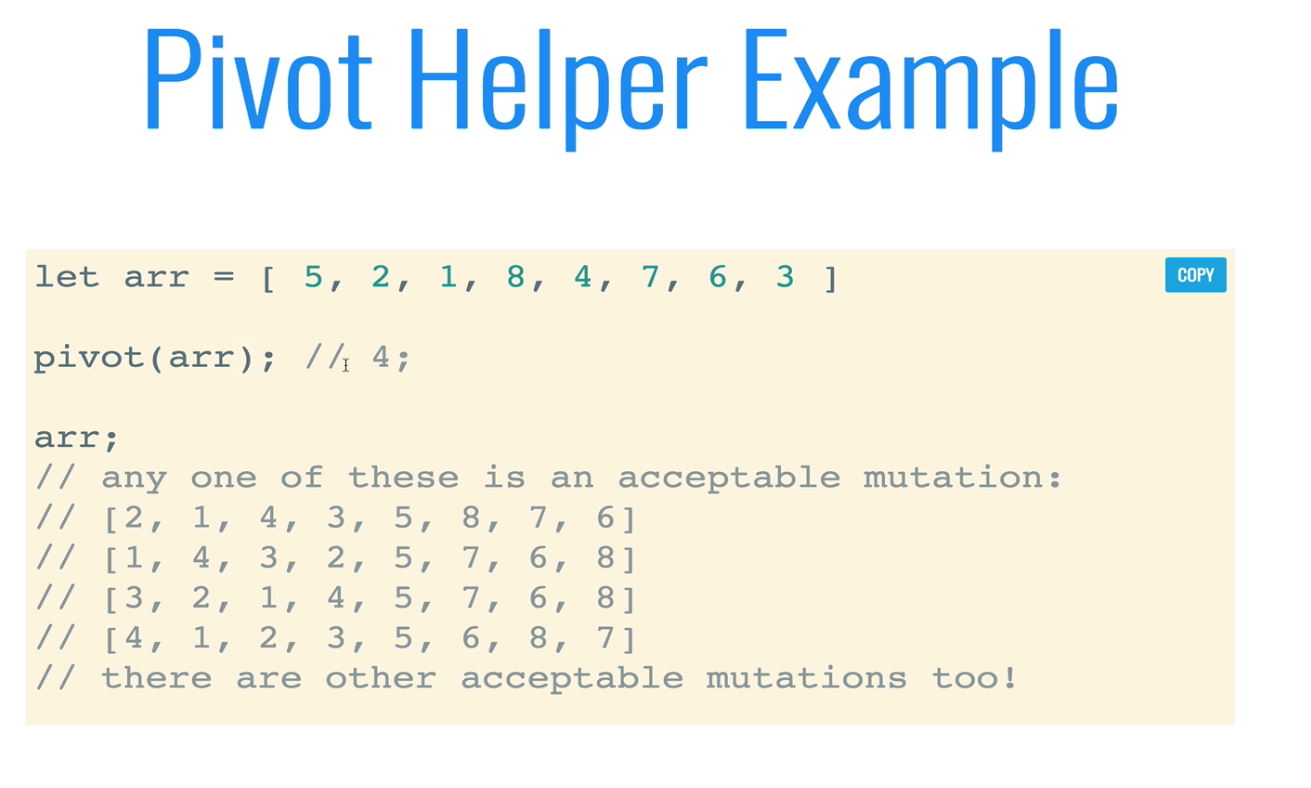 Pivot Helper Example
let arr = [ 5, 2, 1, 8, 4, 7, 6, 3 ]
COPY
pivot(arr); // 4;
arr;
// any one of these is an acceptable mutation:
// [2, 1, 4, 3, 5, 8, 7, 6]
// [1, 4, 3, 2, 5, 7, 6, 8]
// [3, 2, 1, 4, 5, 7, 6, 8]
// [4, 1, 2, 3, 5, 6, 8, 7]
// there are other acceptable mutations too!